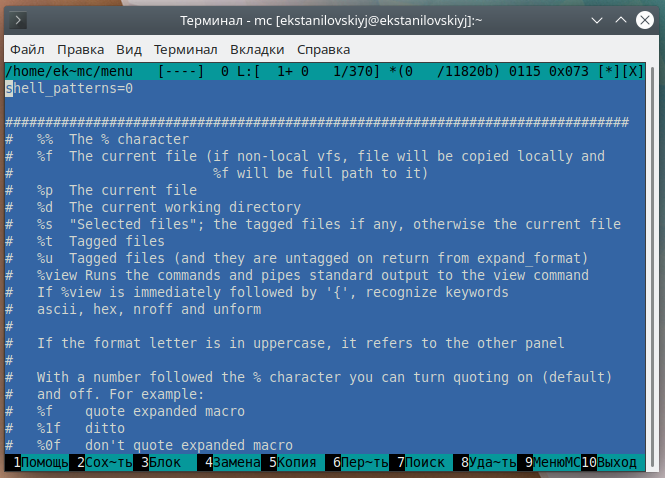 Терминал - mc [ekstanilovskiyj@ekstanilovskiyj]:~
Файл Правка Вид Терминал Вкладки Справка
/home/ek~mc/menu   [----]  0 L:[  1+ 0   1/370] *(0   /11820b) 0115 0x073 [*][X]
shell_patterns=0
##############################################################################
#   %%  The % character
#   %f  The current file (if non-local vfs, file will be copied locally and
#                         %f will be full path to it)
#   %p  The current file
#   %d  The current working directory
#   %s  "Selected files"; the tagged files if any, otherwise the current file
#   %t  Tagged files
#   %u  Tagged files (and they are untagged on return from expand_format)
#   %view Runs the commands and pipes standard output to the view command
#   If %view is immediately followed by '{', recognize keywords
#   ascii, hex, nroff and unform
#
#   If the format letter is in uppercase, it refers to the other panel
#
#   With a number followed the % character you can turn quoting on (default)
#   and off. For example:
#   %f    quote expanded macro
#   %1f   ditto
#   %0f   don't quote expanded macro
1Помощь 2Сох~ть 3Блок 4Замена 5Копия 6Пер~ть 7Поиск 8Уда~ть 9МенюМС 10Выход